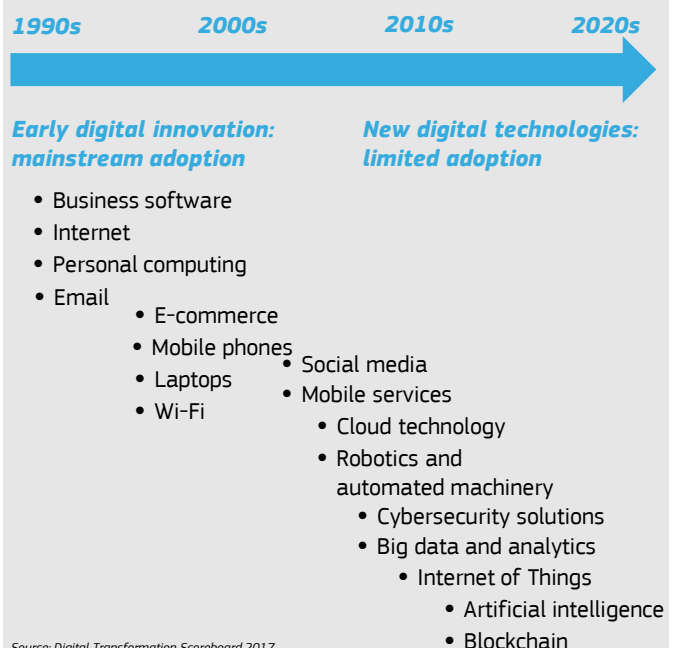 1990s 2000s 2010s 2020s
Early digital innovation:
mainstream adoption
New digital technologies:
limited adoption
• Business software
• Internet
• Personal computing
• Email
• E-commerce
• Mobile phones
• Laptops
• Wi-Fi
• Social media
• Mobile services
• Cloud technology
• Robotics and
automated machinery
• Cybersecurity solutions
• Big data and analytics
• Internet of Things
• Artificial intelligence
• Blockchain
Source: Digital Transformation Scoreboard 2017